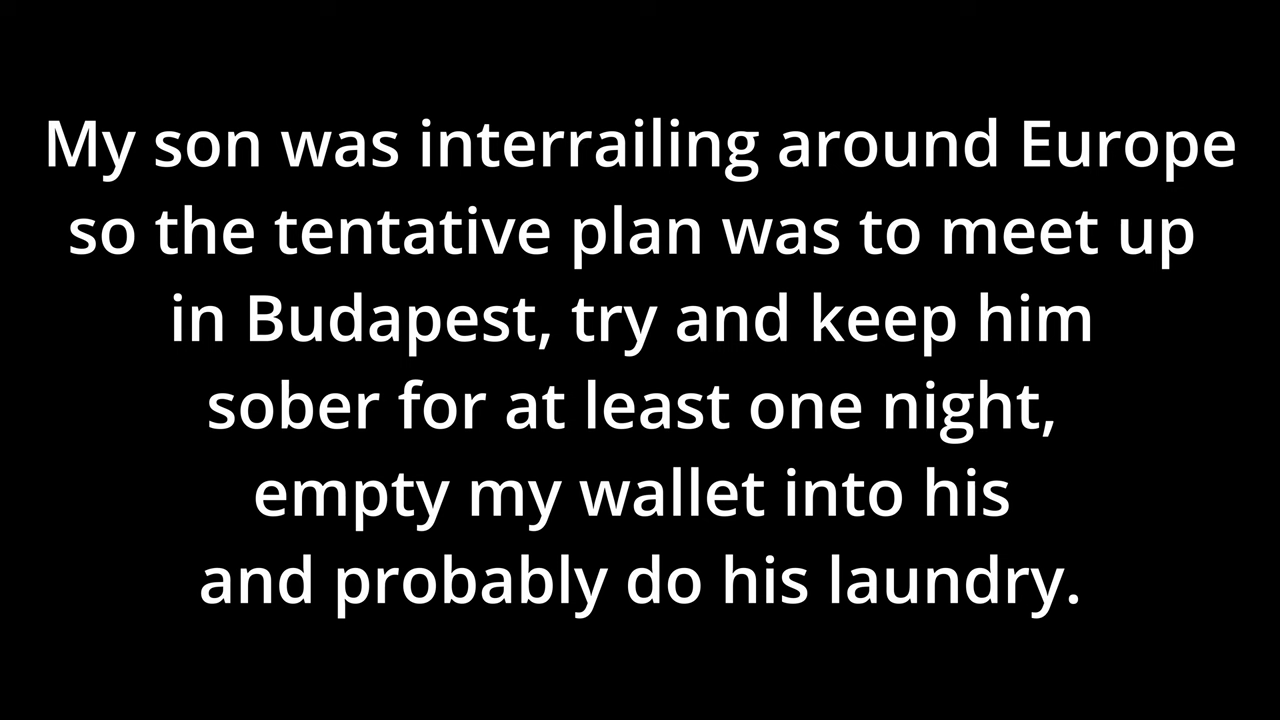 My son was interrailing around Europe
so the tentative plan was to meet up
in Budapest, try and keep him
sober for at least one night,
empty my wallet into his
and probably do his laundry.